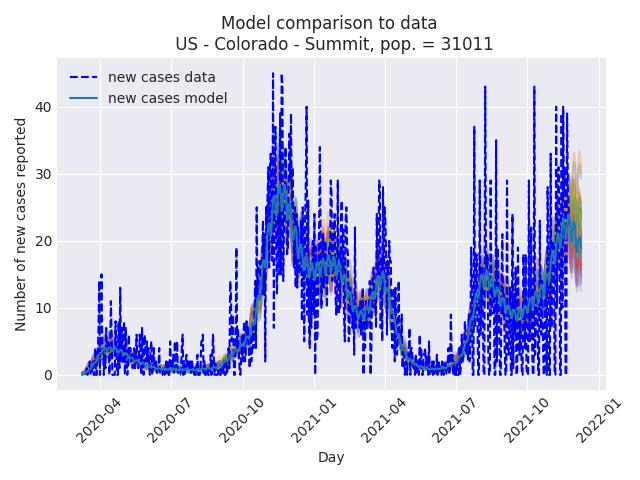 Model comparison to data
US - Colorado - Summit, pop. = 31011
new cases data
new cases model
Number of new cases reported
40
30
20
10
0
2020-04
2020-07
2020-10
2021-01
2021-04
2021-07
2021-10
2022-01
Day